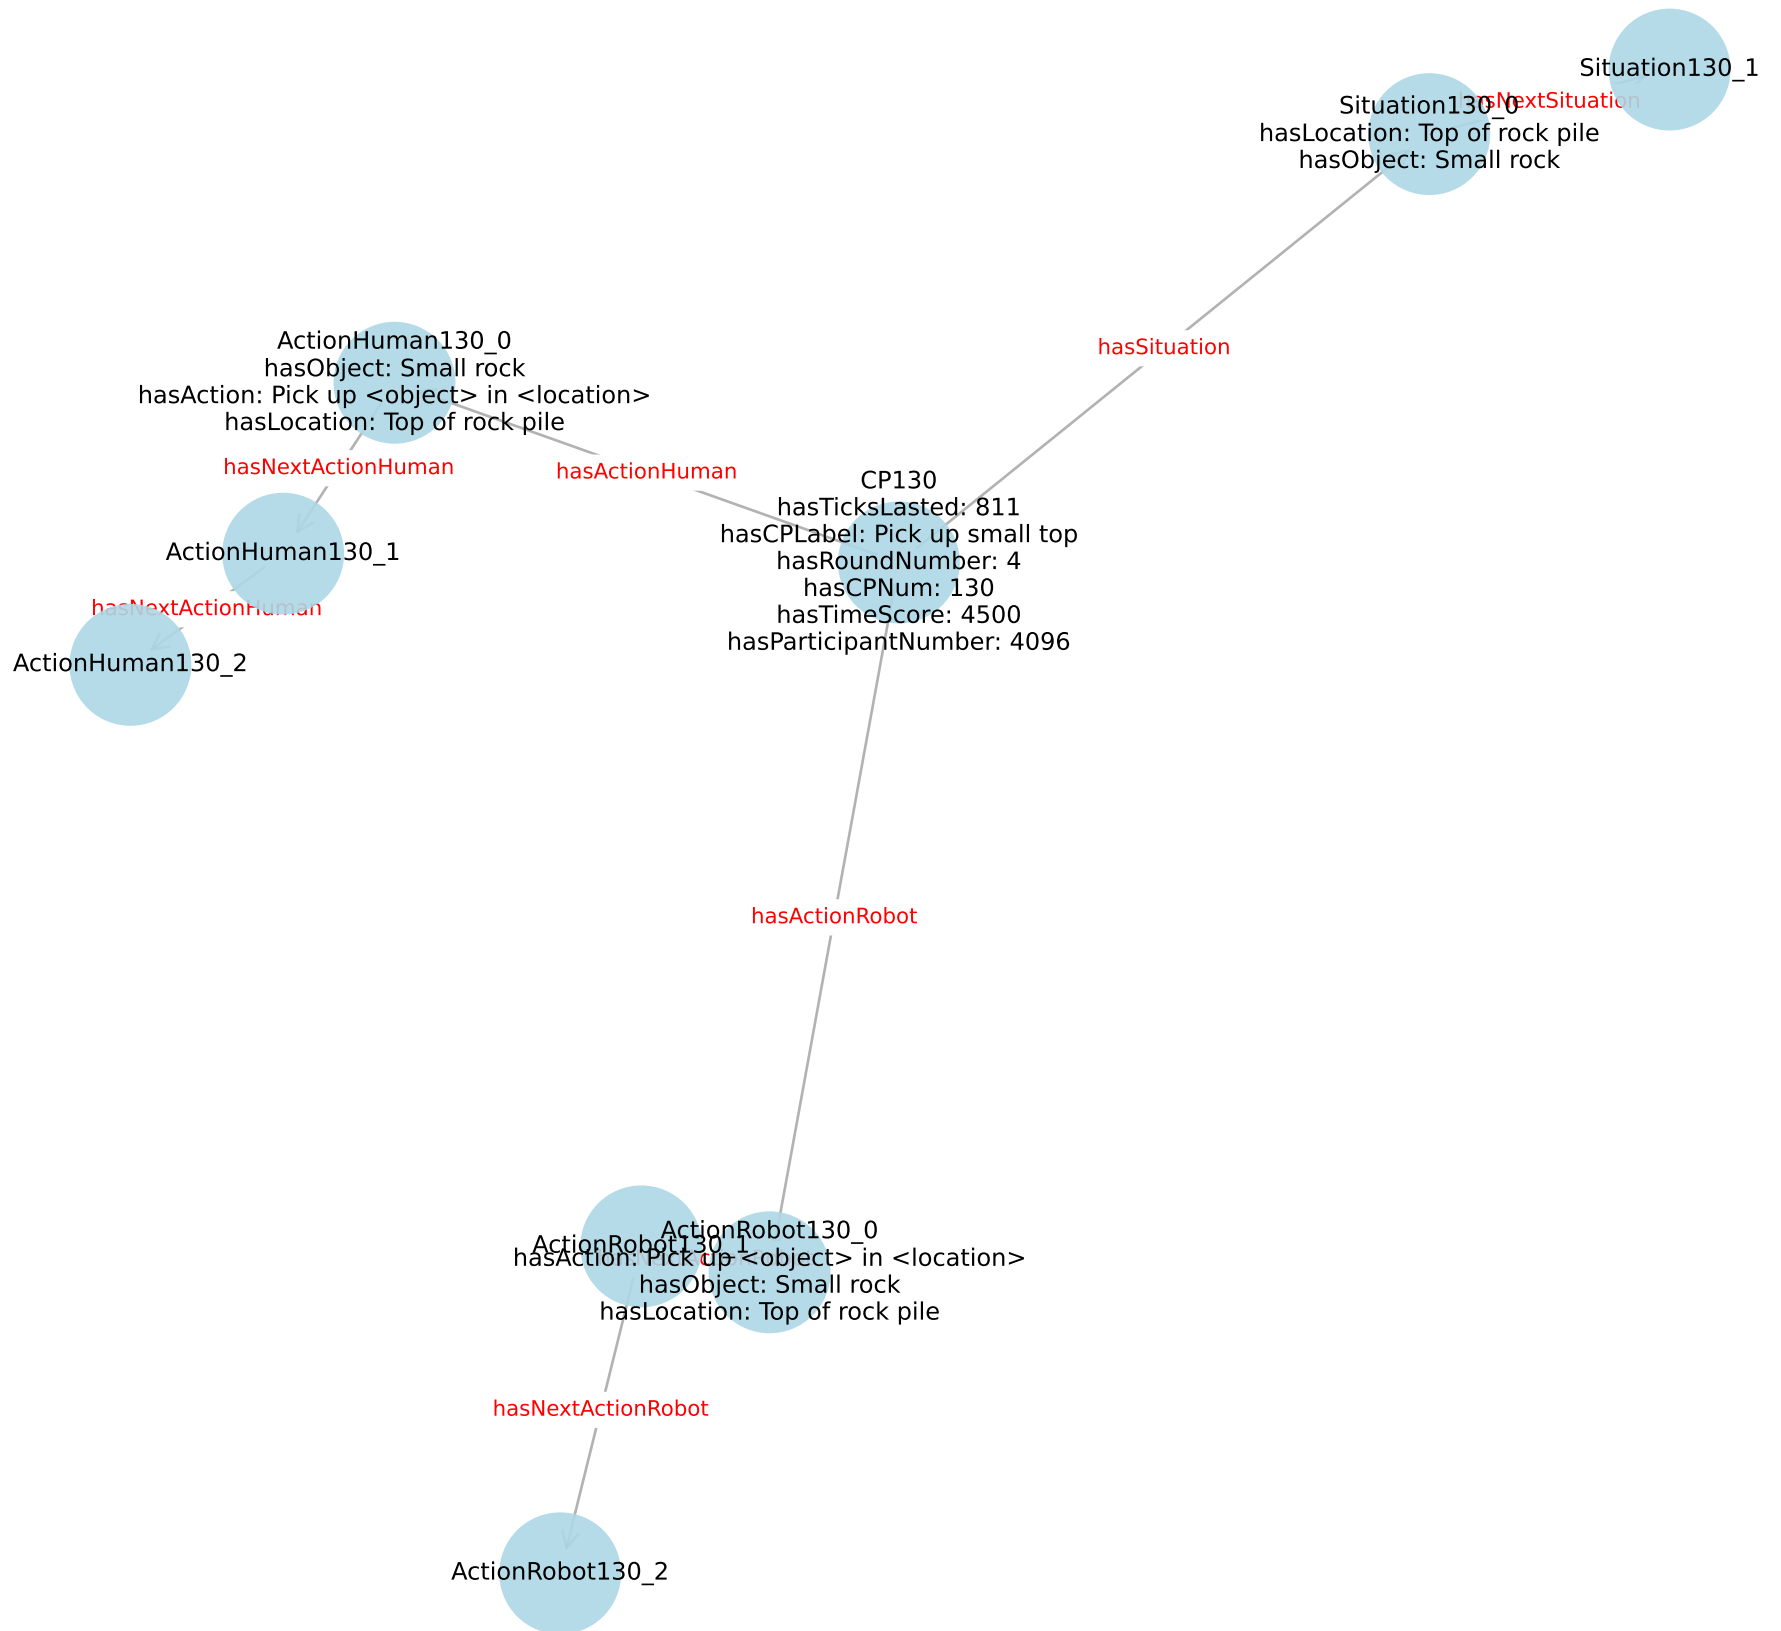 Situation130_1
hasNextSituation
Situation130_0
hasLocation: Top of rock pile
hasObject: Small rock
hasSituation
ActionHuman130_0
hasObject: Small rock
hasAction: Pick up <object> in <location>
hasLocation: Top of rock pile
hasNextActionHuman
hasActionHuman
CP130
hasTicksLasted: 811
hasCPLabel: Pick up small top
hasRoundNumber: 4
hasCPNum: 130
hasTimeScore: 4500
hasParticipantNumber: 4096
ActionHuman130_1
hasNextActionHuman
ActionHuman130_2
hasActionRobot
ActionRobot130_0
ActionRobot130_1
hasAction: Pick up <object> in <location>
hasObject: Small rock
hasLocation: Top of rock pile
hasNextActionRobot
ActionRobot130_2